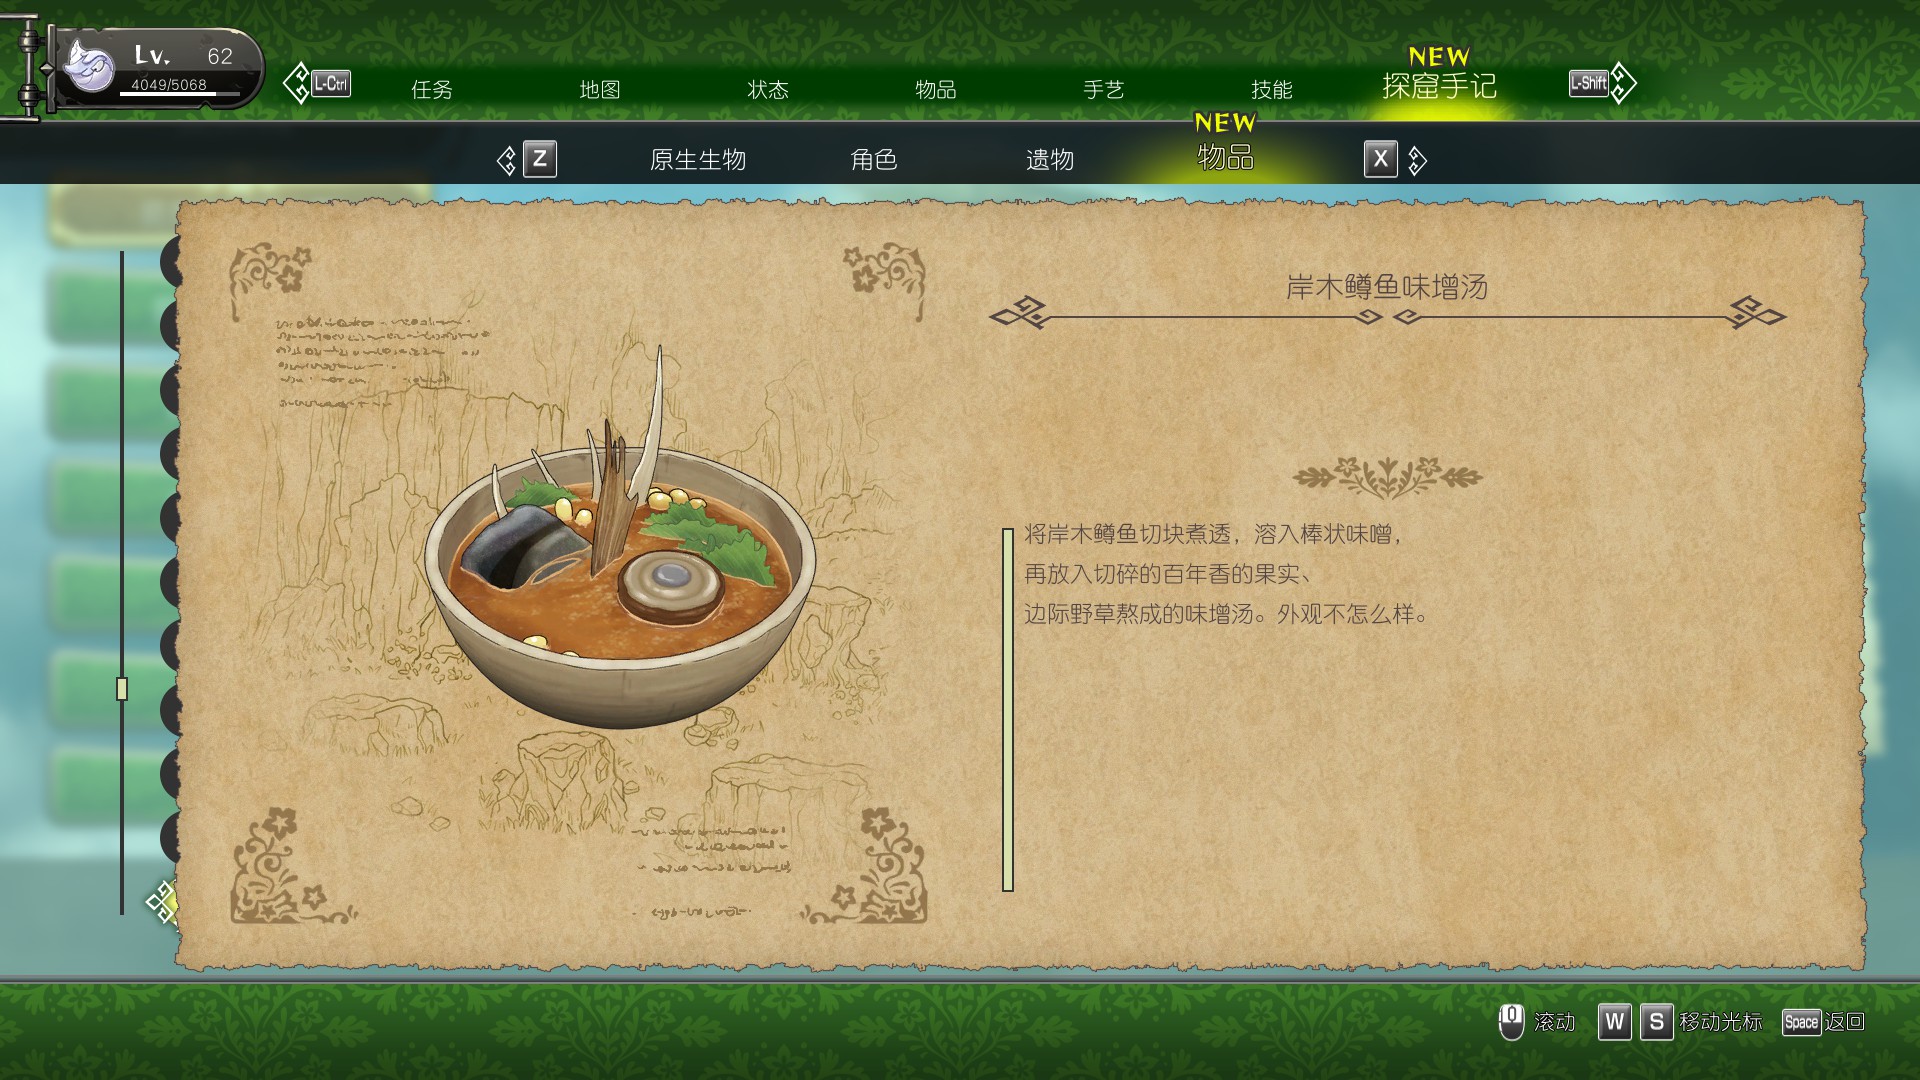 Lv. 62
4049/5068
L-Ctrl
任务
地图
状态
物品
手艺
技能
NEW
探窟手记
L-Shift
Z
原生生物
角色
遗物
NEW
物品
X
岸木鳟鱼味增汤
将岸木鳟鱼切块煮透，溶入棒状味噌，
再放入切碎的百年香的果实、
边际野草熬成的味增汤。外观不怎么样。
滚动
W S 移动光标
Space 返回